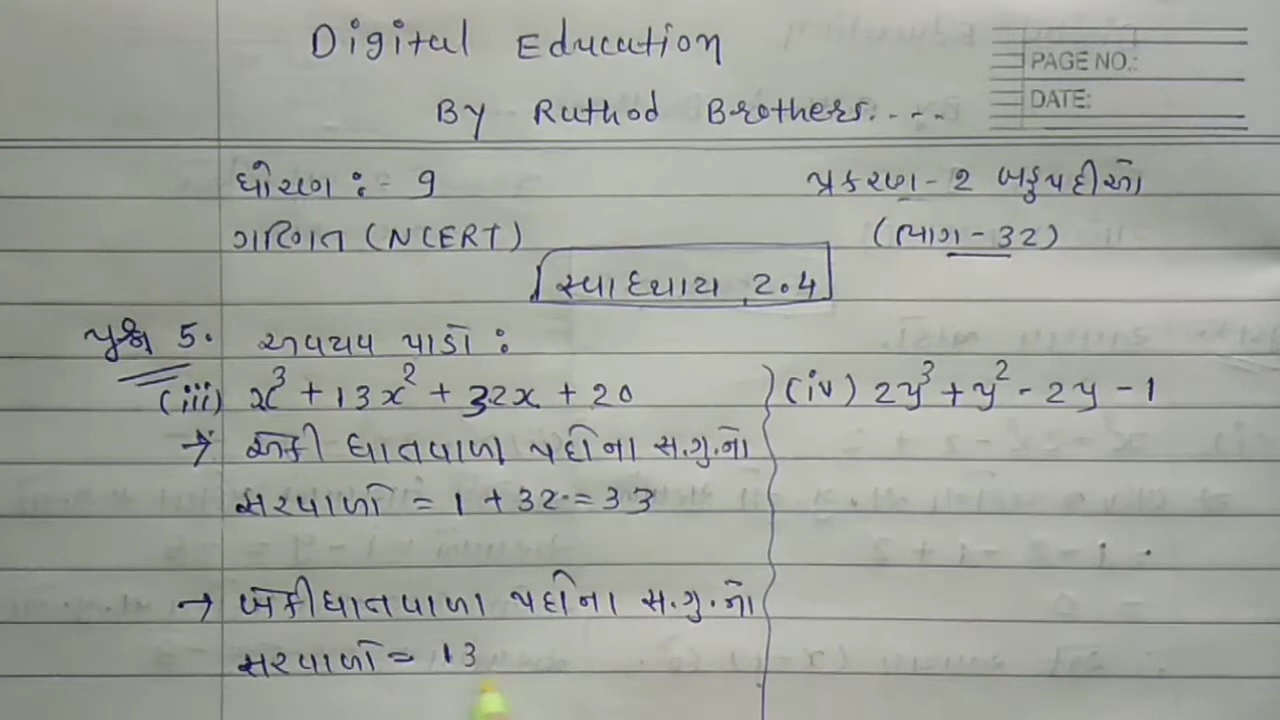 Digital Education
By Rathod Brothers....
PAGE NO.:
DATE:
ધોરણ :- 9
પ્રકરણ - 2 બહુપદીઓ
ગણિત (NCERT)
(ભાગ - 32)
સ્વાધ્યાય 2.4
પ્રશ્ન 5. અવયવ પાડો :
(iii) x³ + 13x² + 32x + 20
(iv) 2y³ + y² - 2y - 1
→ એકી ઘાતવાળા પદોના સ.ગુ.નો
સરવાળો = 1 + 32 = 33
→ બેકી ઘાતવાળા પદોના સ.ગુ.નો
સરવાળો = 13